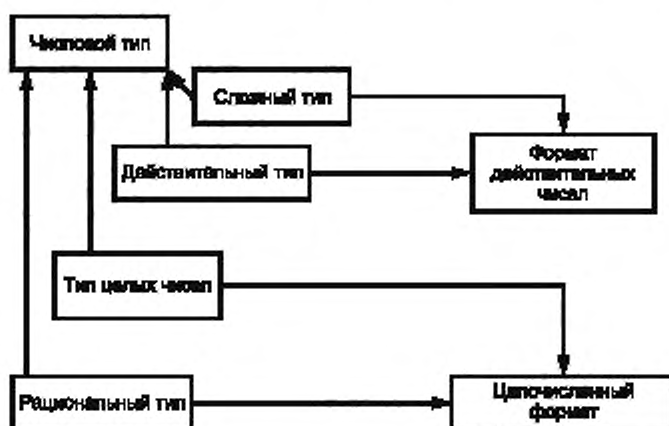 Числовой тип
Сложный тип
Действительный тип
Формат
действительных
чисел
Тип целых чисел
Рациональный тип
Целочисленный
формат